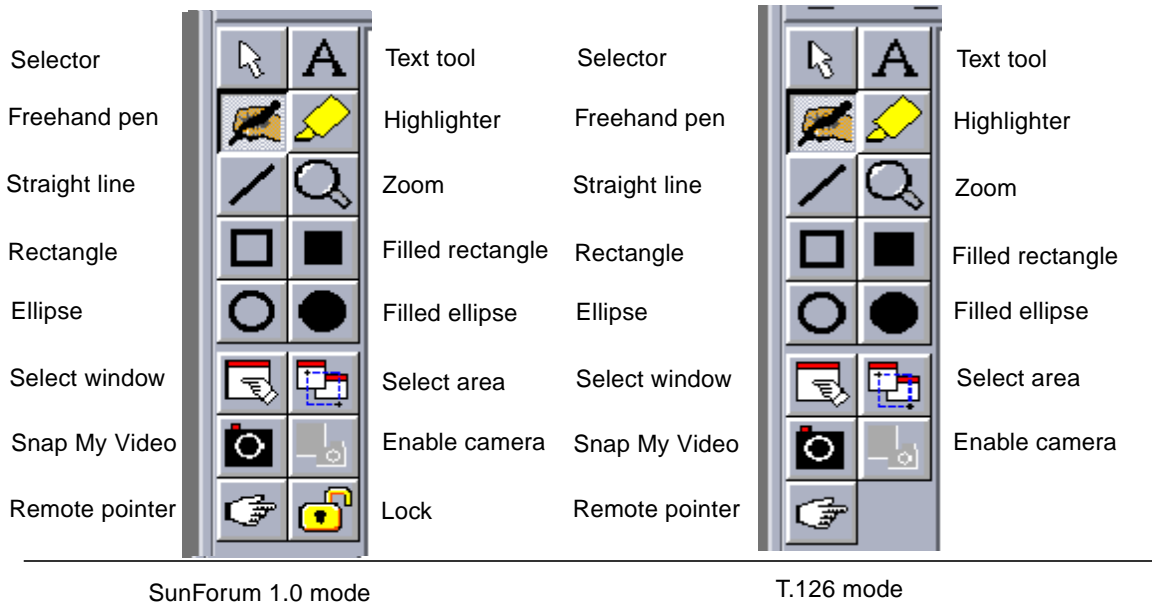 Selector A Text tool Selector A Text tool
Freehand pen Highlighter Freehand pen Highlighter
Straight line Zoom Straight line Zoom
Rectangle Filled rectangle Rectangle Filled rectangle
Ellipse Filled ellipse Ellipse Filled ellipse
Select window Select area Select window Select area
Snap My Video Enable camera Snap My Video Enable camera
Remote pointer Lock Remote pointer
SunForum 1.0 mode T.126 mode